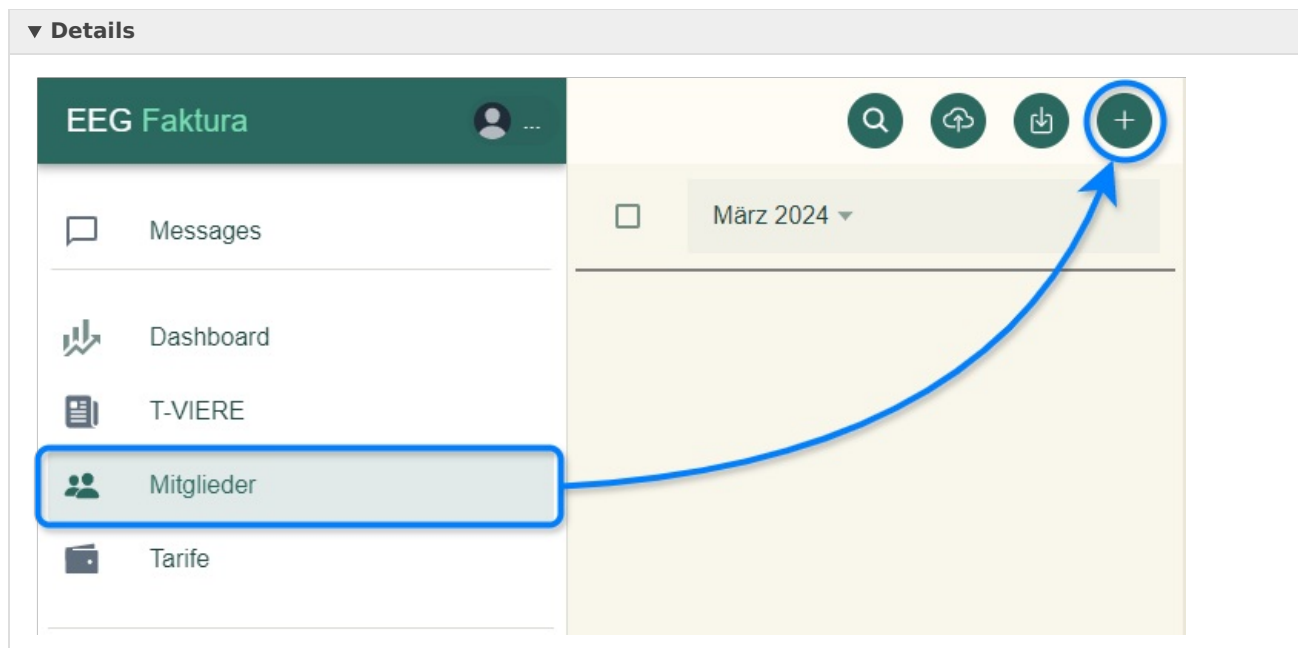 Details
EEG Faktura ...
Messages
März 2024
Dashboard
T-VIERE
Mitglieder
Tarife